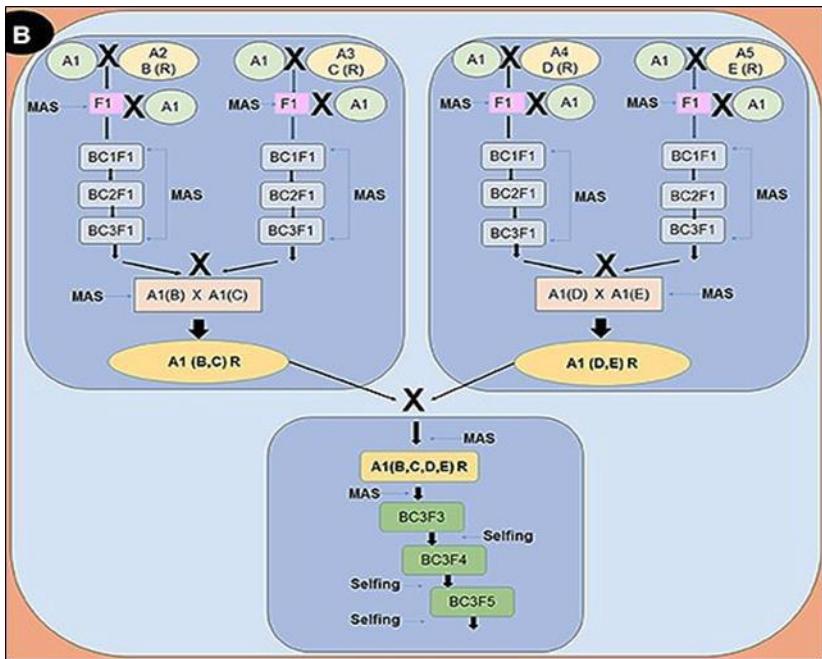 B
A1 X A2
B (R)
A1 X A3
C (R)
A1 X A4
D (R)
A1 X A5
E (R)
MAS F1 X A1
MAS F1 X A1
MAS F1 X A1
MAS F1 X A1
BC1F1
BC2F1
BC3F1
MAS
BC1F1
BC2F1
BC3F1
MAS
BC1F1
BC2F1
BC3F1
MAS
BC1F1
BC2F1
BC3F1
MAS
X
X
MAS A1(B) X A1(C)
A1(D) X A1(E) MAS
A1 (B,C) R
A1 (D,E) R
X
MAS
A1(B,C,D,E) R
MAS
BC3F3
Selfing
BC3F4
Selfing
BC3F5
Selfing